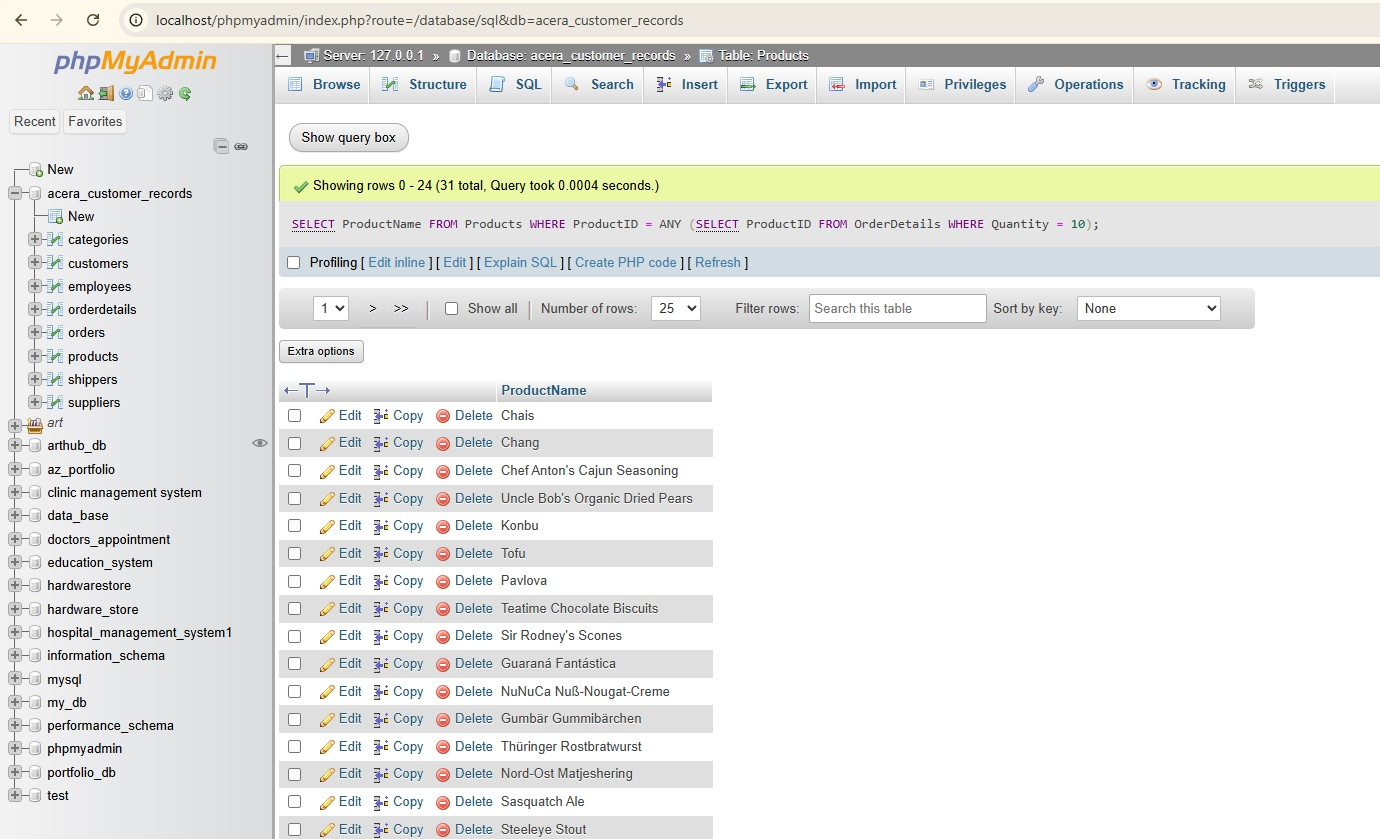 localhost/phpmyadmin/index.php?route=/database/sql&db=acera_customer_records
phpMyAdmin
Recent Favorites
New
acera_customer_records
New
categories
customers
employees
orderdetails
orders
products
shippers
suppliers
art
arthub_db
az_portfolio
clinic management system
data_base
doctors_appointment
education_system
hardwarestore
hardware_store
hospital_management_system1
information_schema
mysql
my_db
performance_schema
phpmyadmin
portfolio_db
test
Server: 127.0.0.1 » Database: acera_customer_records » Table: Products
Browse Structure SQL Search Insert Export Import Privileges Operations Tracking Triggers
Show query box
Showing rows 0 - 24 (31 total, Query took 0.0004 seconds.)
SELECT ProductName FROM Products WHERE ProductID = ANY (SELECT ProductID FROM OrderDetails WHERE Quantity = 10);
Profiling [ Edit inline ] [ Edit ] [ Explain SQL ] [ Create PHP code ] [ Refresh ]
1 > >> | Show all | Number of rows: 25 Filter rows: Search this table Sort by key: None
Extra options
←T→ ProductName
Edit Copy Delete Chais
Edit Copy Delete Chang
Edit Copy Delete Chef Anton's Cajun Seasoning
Edit Copy Delete Uncle Bob's Organic Dried Pears
Edit Copy Delete Konbu
Edit Copy Delete Tofu
Edit Copy Delete Pavlova
Edit Copy Delete Teatime Chocolate Biscuits
Edit Copy Delete Sir Rodney's Scones
Edit Copy Delete Guaraná Fantástica
Edit Copy Delete NuNuCa Nuß-Nougat-Creme
Edit Copy Delete Gumbär Gummibärchen
Edit Copy Delete Thüringer Rostbratwurst
Edit Copy Delete Nord-Ost Matjeshering
Edit Copy Delete Sasquatch Ale
Edit Copy Delete Steeleye Stout